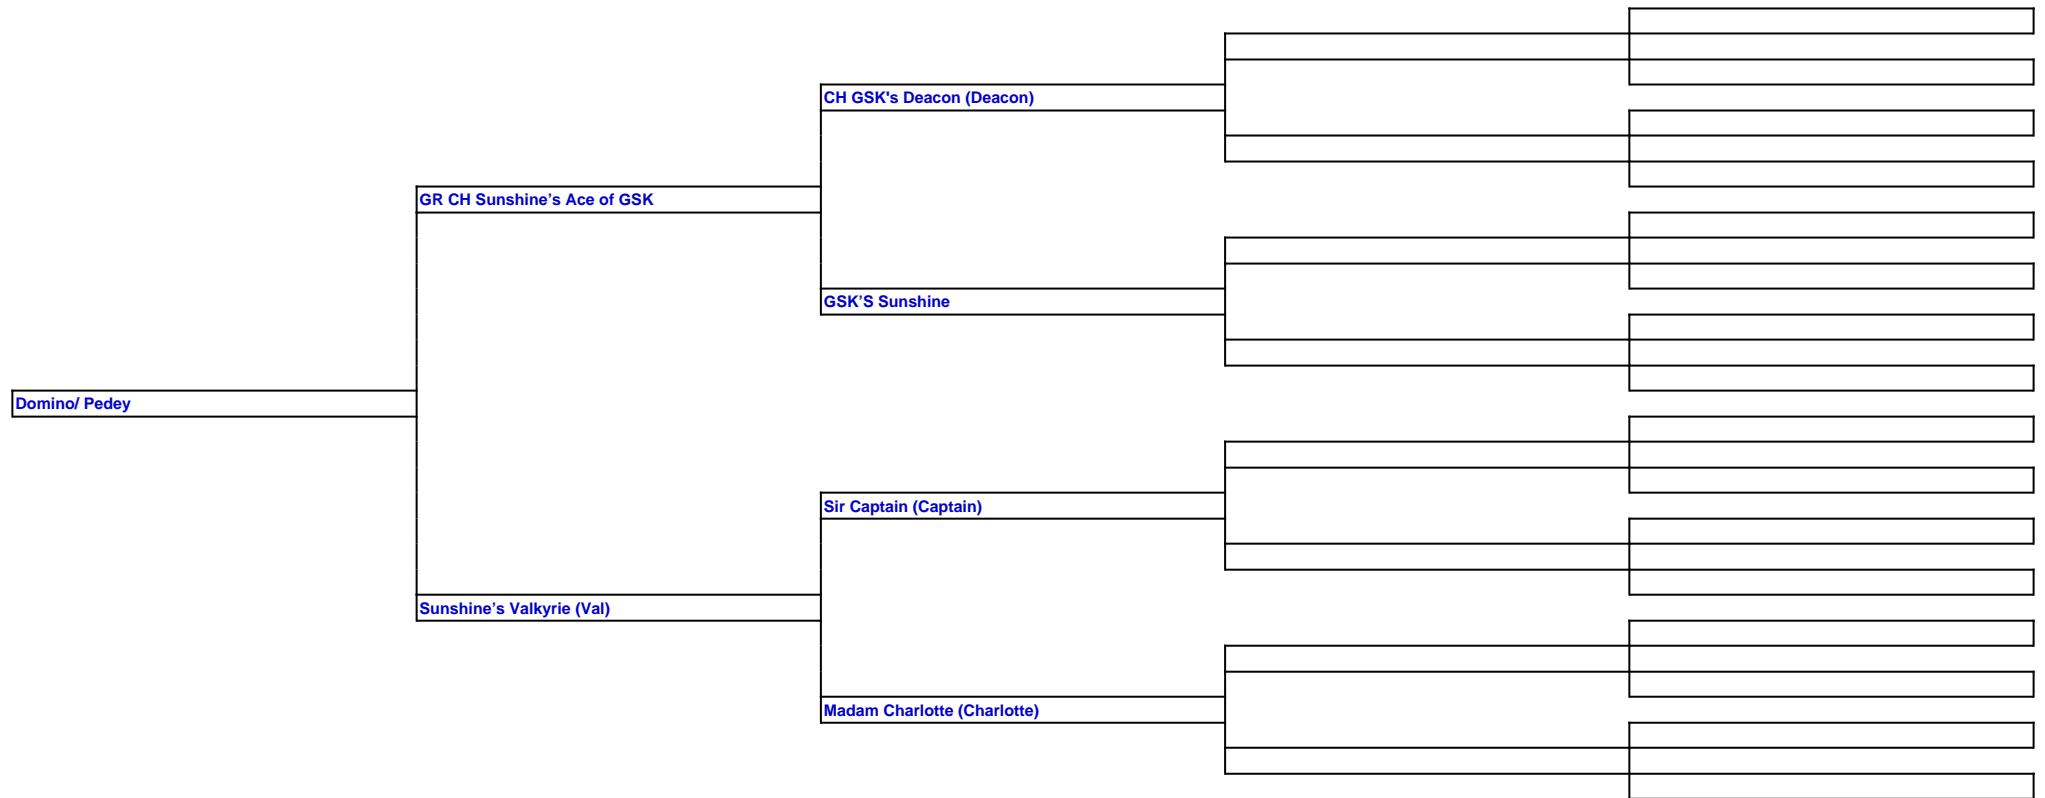 CH GSK's Deacon (Deacon)
GR CH Sunshine’s Ace of GSK
GSK’S Sunshine
Domino/ Pedey
Sir Captain (Captain)
Sunshine’s Valkyrie (Val)
Madam Charlotte (Charlotte)